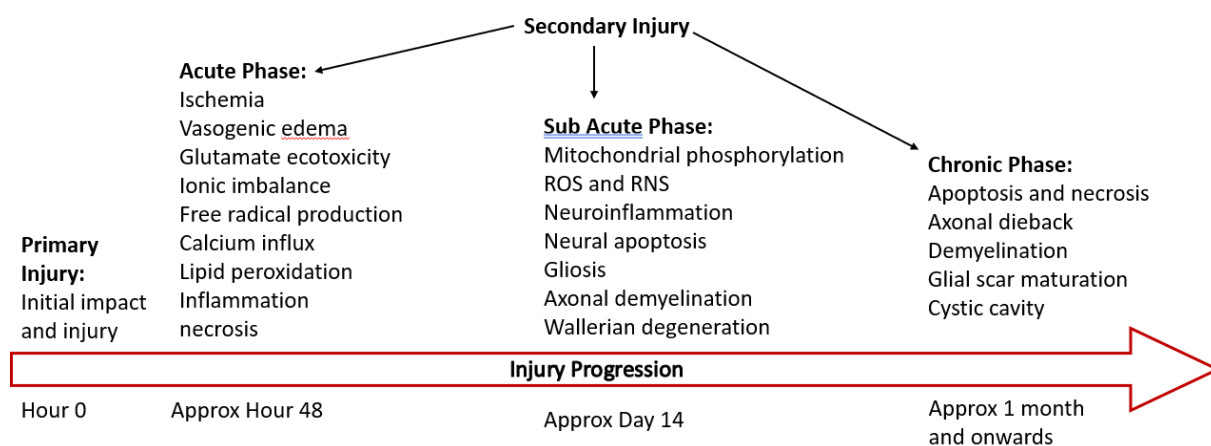 Secondary Injury
Primary
Injury:
Initial impact
and injury
Acute Phase:
Ischemia
Vasogenic edema
Glutamate ecotoxicity
Ionic imbalance
Free radical production
Calcium influx
Lipid peroxidation
Inflammation
necrosis
Sub Acute Phase:
Mitochondrial phosphorylation
ROS and RNS
Neuroinflammation
Neural apoptosis
Gliosis
Axonal demyelination
Wallerian degeneration
Chronic Phase:
Apoptosis and necrosis
Axonal dieback
Demyelination
Glial scar maturation
Cystic cavity
Injury Progression
Hour 0
Approx Hour 48
Approx Day 14
Approx 1 month
and onwards